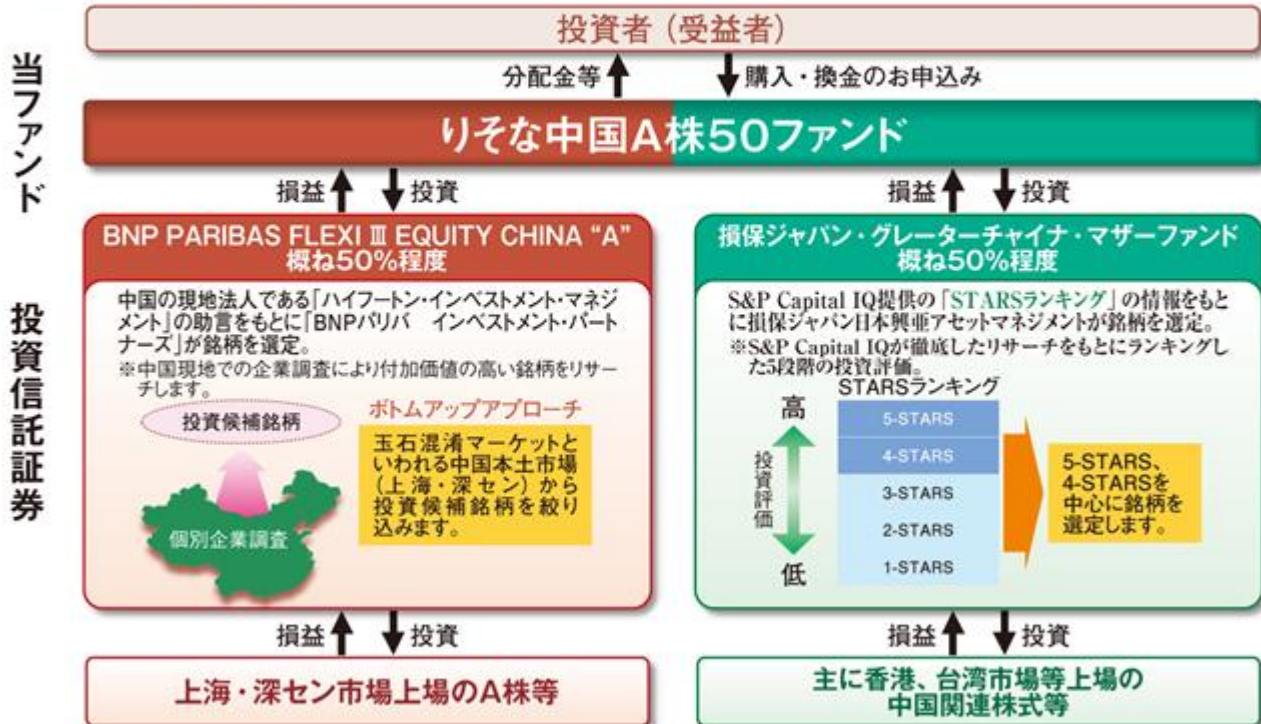 投資者（受益者）
分配金等
購入・換金のお申込み
当ファンド
りそな中国A株50ファンド
損益
投資
損益
投資
投資信託証券
BNP PARIBAS FLEXI Ⅲ EQUITY CHINA “A”
概ね50%程度
中国の現地法人である「ハイフートン・インベストメント・マネジ
メント」の助言をもとに「BNPパリバ　インベストメント・パート
ナーズ」が銘柄を選定。
※中国現地での企業調査により付加価値の高い銘柄をリサー
チします。
投資候補銘柄
個別企業調査
ボトムアップアプローチ
玉石混淆マーケットと
いわれる中国本土市場
（上海・深セン）から
投資候補銘柄を絞り
込みます。
損保ジャパン・グレーターチャイナ・マザーファンド
概ね50%程度
S&P Capital IQ提供の「STARSランキング」の情報をもと
に損保ジャパン日本興亜アセットマネジメントが銘柄を選定。
※S&P Capital IQが徹底したリサーチをもとにランキングし
た5段階の投資評価。
STARSランキング
高
投資評価
低
5-STARS
4-STARS
3-STARS
2-STARS
1-STARS
5-STARS、
4-STARSを
中心に銘柄を
選定します。
損益
投資
損益
投資
上海・深セン市場上場のA株等
主に香港、台湾市場等上場の
中国関連株式等